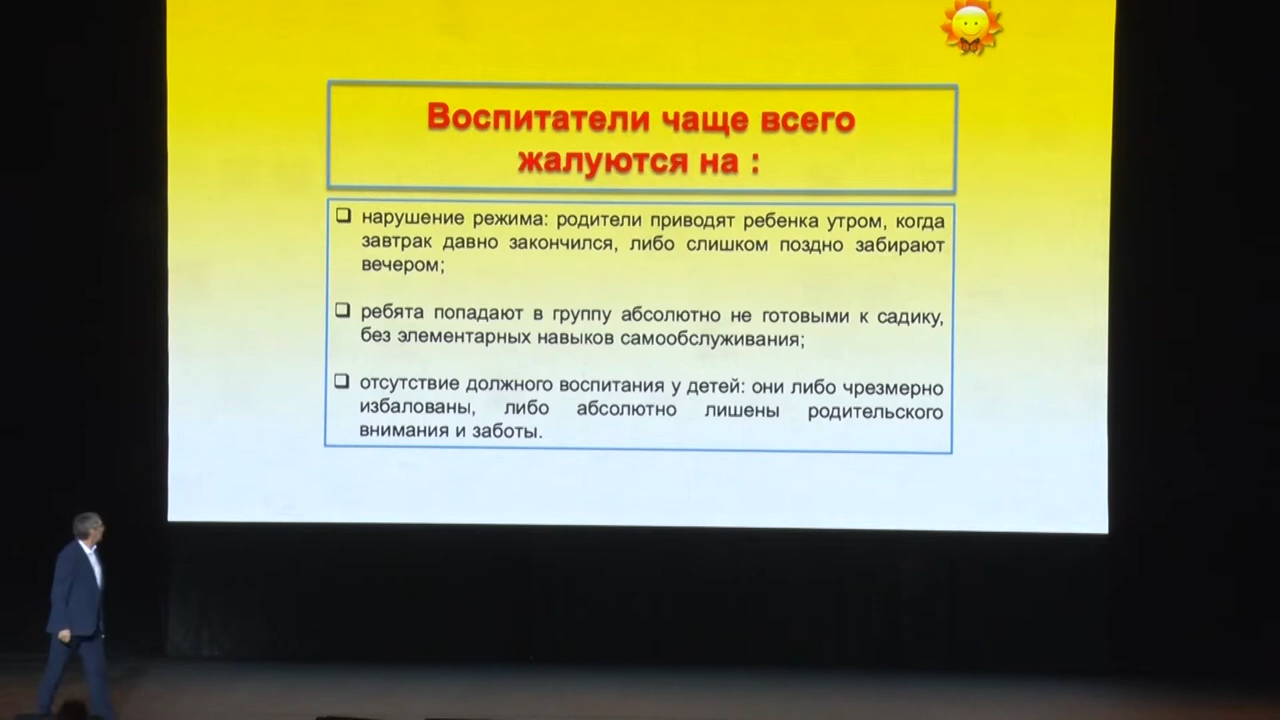 Воспитатели чаще всего
жалуются на :
❑ нарушение режима: родители приводят ребенка утром, когда
завтрак давно закончился, либо слишком поздно забирают
вечером;
❑ ребята попадают в группу абсолютно не готовыми к садику,
без элементарных навыков самообслуживания;
❑ отсутствие должного воспитания у детей: они либо чрезмерно
избалованы, либо абсолютно лишены родительского
внимания и заботы.